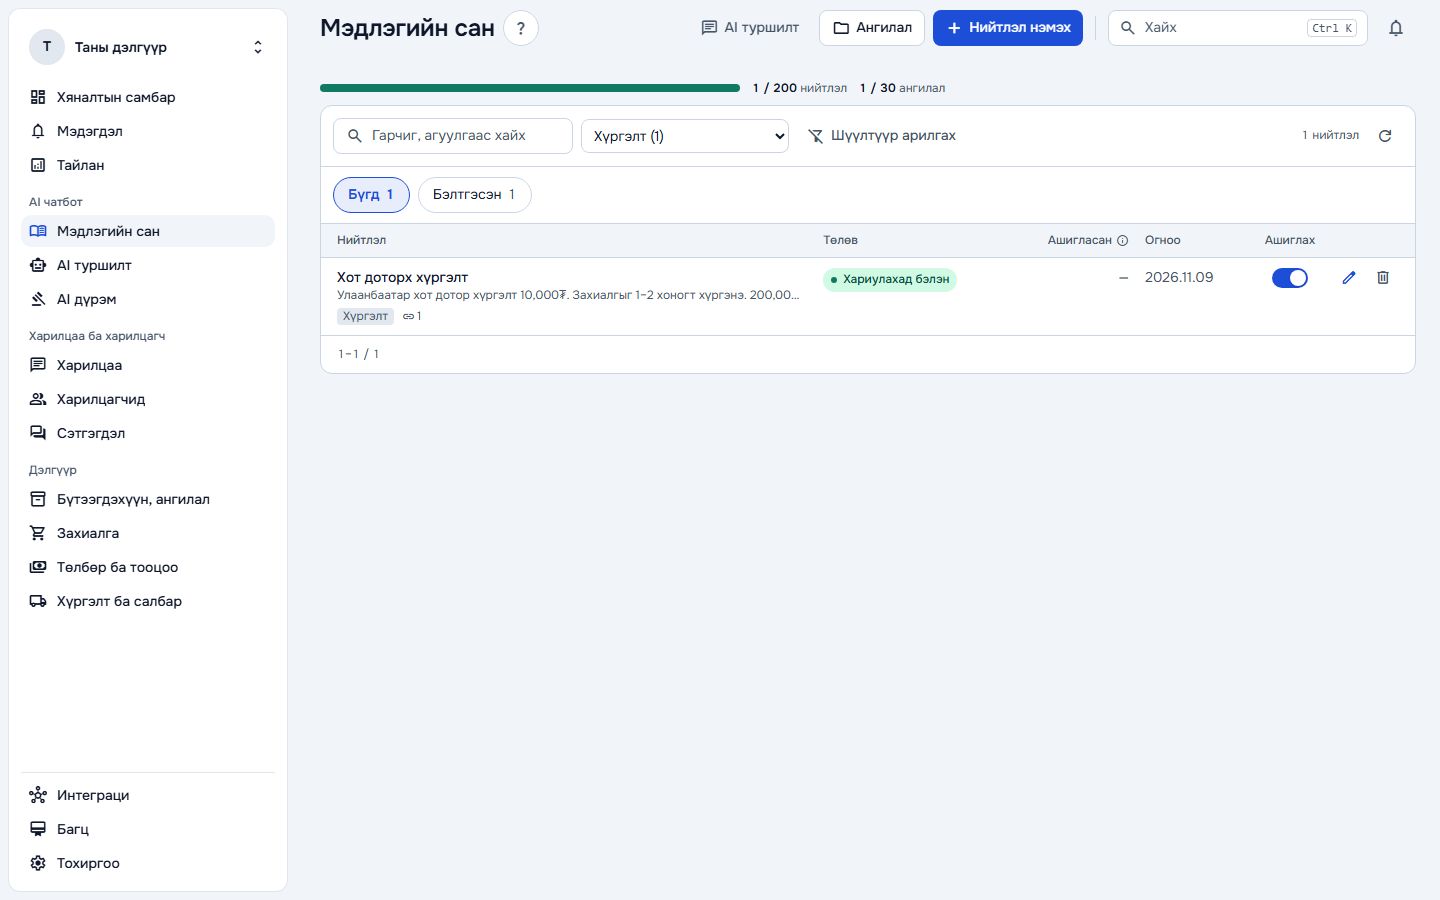 Т Таны дэлгүүр
Хяналтын самбар
Мэдэгдэл
Тайлан
AI чатбот
Мэдлэгийн сан
AI туршилт
AI дүрэм
Харилцаа ба харилцагч
Харилцаа
Харилцагчид
Сэтгэгдэл
Дэлгүүр
Бүтээгдэхүүн, ангилал
Захиалга
Төлбөр ба тооцоо
Хүргэлт ба салбар
Интеграци
Багц
Тохиргоо
Мэдлэгийн сан ? AI туршилт Ангилал + Нийтлэл нэмэх Хайх Ctrl K
1 / 200 нийтлэл 1 / 30 ангилал
Гарчиг, агуулгаас хайх Хүргэлт (1) Шүүлтүүр арилгах 1 нийтлэл
Бүгд 1 Бэлтгэсэн 1
Нийтлэл Төлөв Ашигласан Огноо Ашиглах
Хот доторх хүргэлт Хариулахад бэлэн – 2026.11.09
Улаанбаатар хот дотор хүргэлт 10,000₮. Захиалгыг 1–2 хоногт хүргэнэ. 200,00...
Хүргэлт 1
1–1 / 1